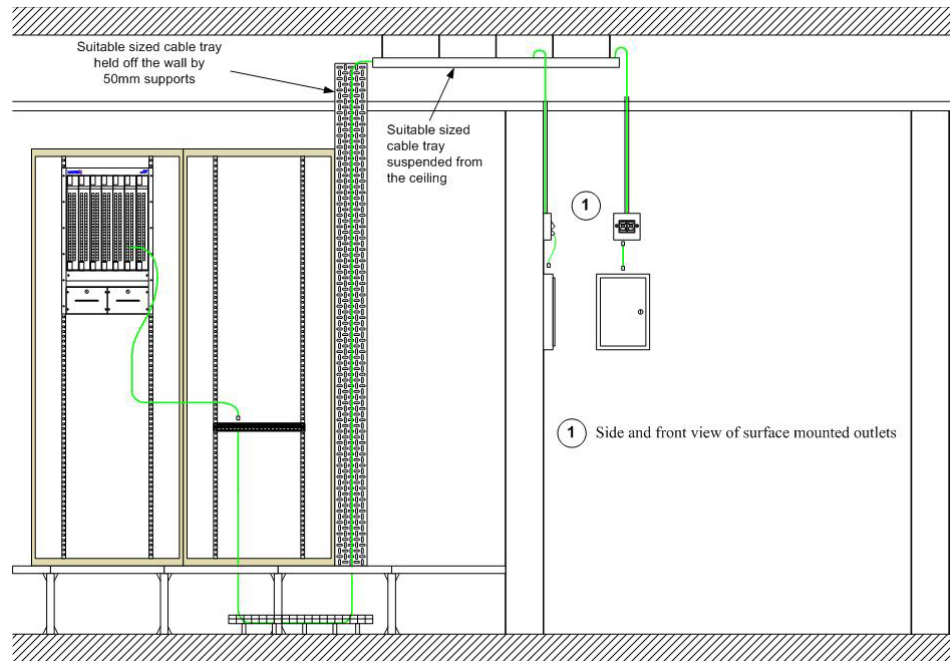 Suitable sized cable tray
held off the wall by
50mm supports
Suitable sized
cable tray
suspended from
the ceiling
1
1 Side and front view of surface mounted outlets